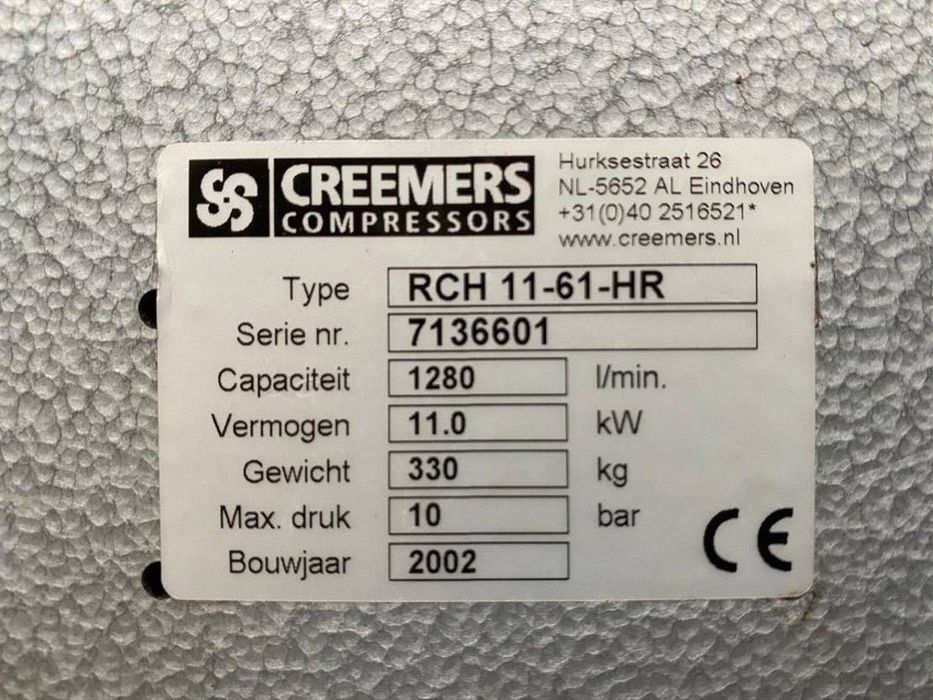 CREEMERS
COMPRESSORS
Hurksestraat 26
NL-5652 AL Eindhoven
+31(0)40 2516521*
www.creemers.nl
Type RCH 11-61-HR
Serie nr. 7136601
Capaciteit 1280 l/min.
Vermogen 11.0 kW
Gewicht 330 kg
Max. druk 10 bar
Bouwjaar 2002
CE